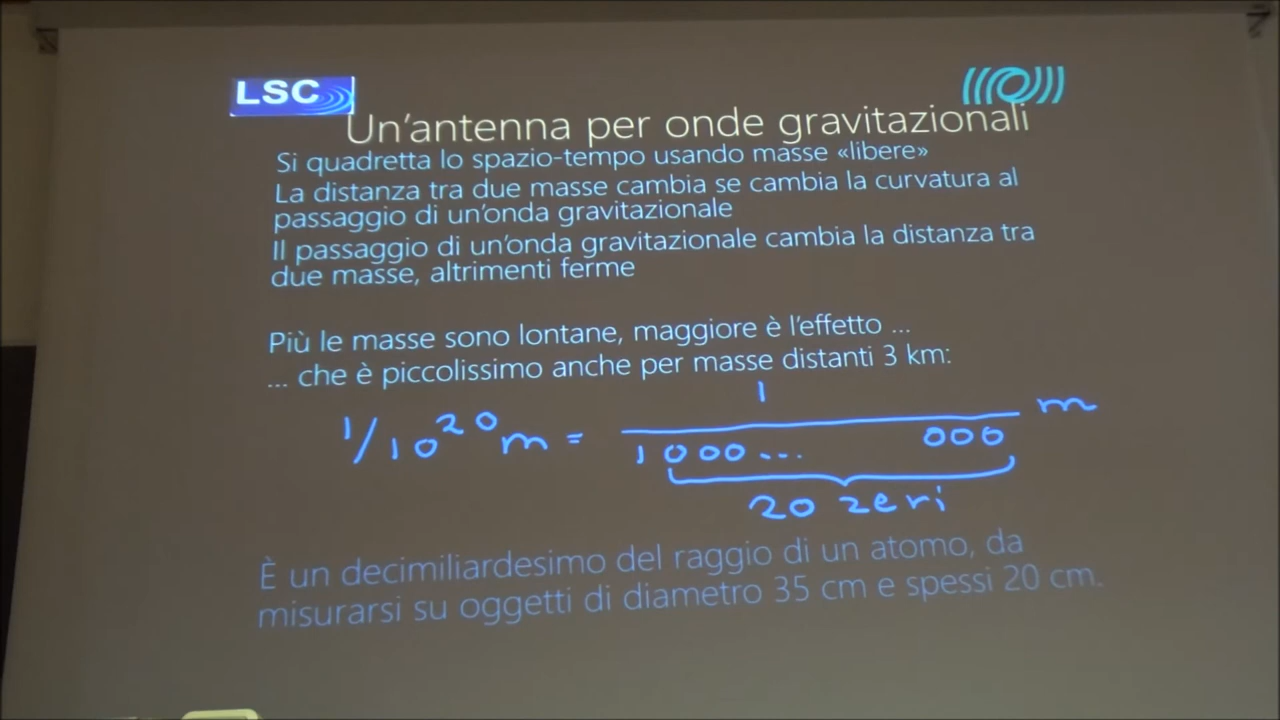 LSC
Un'antenna per onde gravitazionali
Si quadretta lo spazio-tempo usando masse «libere»
La distanza tra due masse cambia se cambia la curvatura al
passaggio di un'onda gravitazionale
Il passaggio di un'onda gravitazionale cambia la distanza tra
due masse, altrimenti ferme
Più le masse sono lontane, maggiore è l'effetto ...
... che è piccolissimo anche per masse distanti 3 km:
1
1/10²⁰ m = m
1 000... 000
20 zeri
È un decimiliardesimo del raggio di un atomo, da
misurarsi su oggetti di diametro 35 cm e spessi 20 cm.